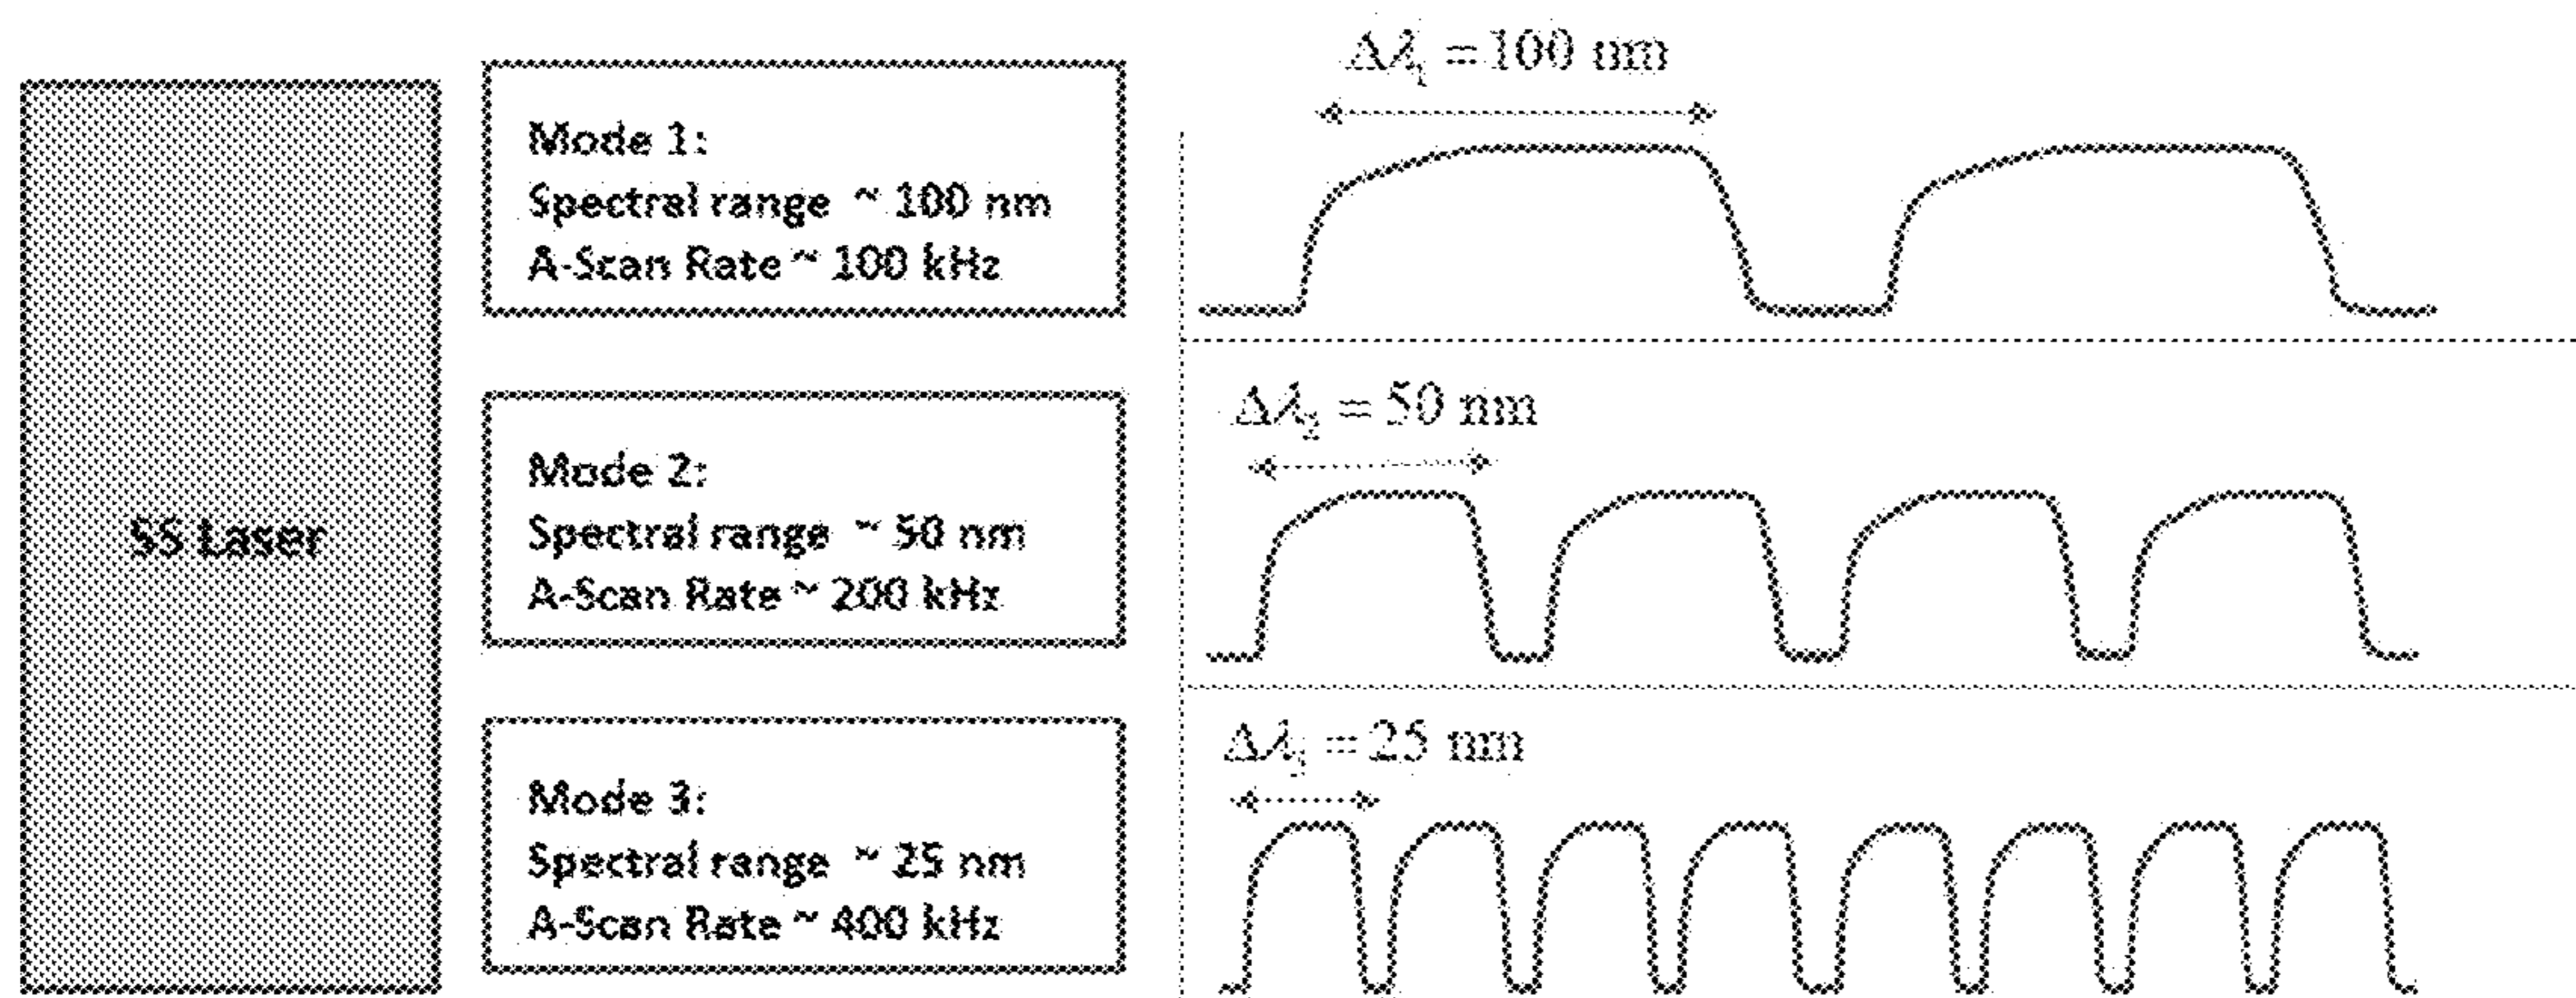 SS Laser
Mode 1:
Spectral range ~ 100 nm
A-Scan Rate ~ 100 kHz
Mode 2:
Spectral range ~ 50 nm
A-Scan Rate ~ 200 kHz
Mode 3:
Spectral range ~ 25 nm
A-Scan Rate ~ 400 kHz
Δλ₁ = 100 nm
Δλ₂ = 50 nm
Δλ₃ = 25 nm